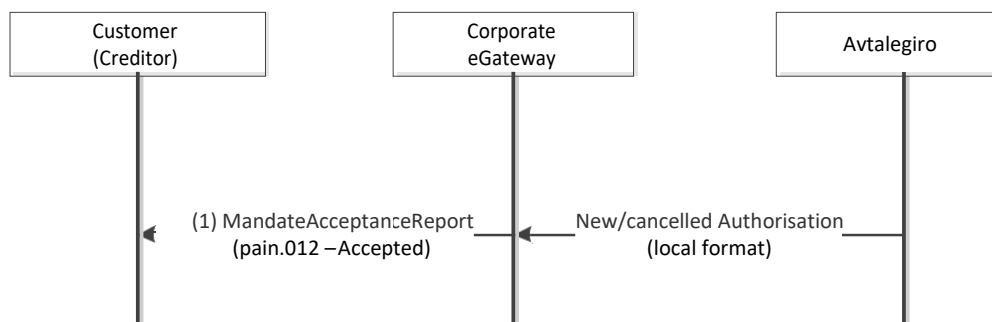 Customer
(Creditor)
Corporate
eGateway
Avtalegiro
(1) MandateAcceptanceReport
(pain.012 –Accepted)
New/cancelled Authorisation
(local format)